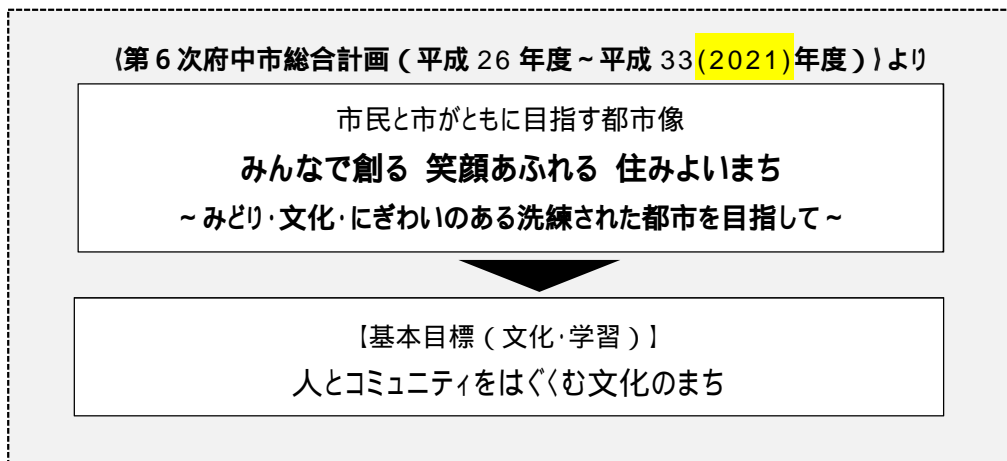 {第６次府中市総合計画（平成 26 年度～平成 33(2021)年度）}より
市民と市がともに目指す都市像
みんなで創る 笑顔あふれる 住みよいまち
～みどり・文化・にぎわいのある洗練された都市を目指して～
【基本目標（文化・学習）】
人とコミュニティをはぐくむ文化のまち